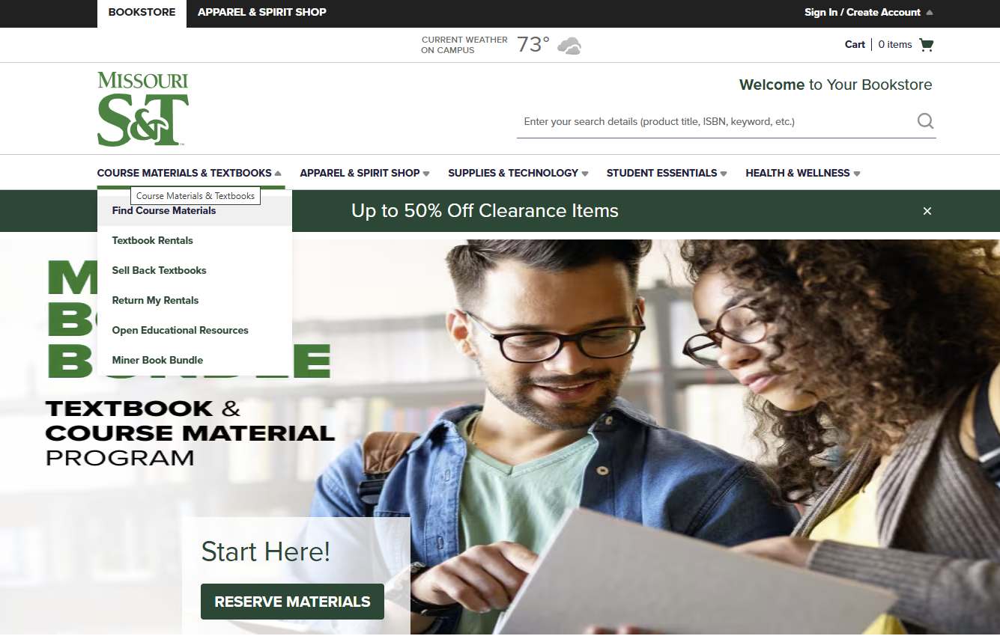 BOOKSTORE
APPAREL & SPIRIT SHOP
Sign In / Create Account
CURRENT WEATHER
ON CAMPUS
73°
Cart
0 items
MISSOURI
S&T
Welcome to Your Bookstore
Enter your search details (product title, ISBN, keyword, etc.)
COURSE MATERIALS & TEXTBOOKS
APPAREL & SPIRIT SHOP
SUPPLIES & TECHNOLOGY
STUDENT ESSENTIALS
HEALTH & WELLNESS
Course Materials & Textbooks
Up to 50% Off Clearance Items
Find Course Materials
Textbook Rentals
Sell Back Textbooks
Return My Rentals
Open Educational Resources
Miner Book Bundle
TEXTBOOK &
COURSE MATERIAL
PROGRAM
Start Here!
RESERVE MATERIALS